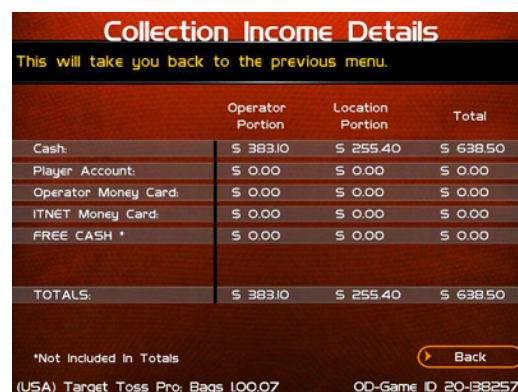 Collection Income Details
This will take you back to the previous menu.
Operator Portion Location Portion Total
Cash: $ 383.10 $ 255.40 $ 638.50
Player Account: $ 0.00 $ 0.00 $ 0.00
Operator Money Card: $ 0.00 $ 0.00 $ 0.00
ITNET Money Card: $ 0.00 $ 0.00 $ 0.00
FREE CASH * $ 0.00 $ 0.00 $ 0.00
TOTALS: $ 383.10 $ 255.40 $ 638.50
*Not Included In Totals Back
(USA) Target Toss Pro: Bags 1.00.07 OD-Game ID 20-138257